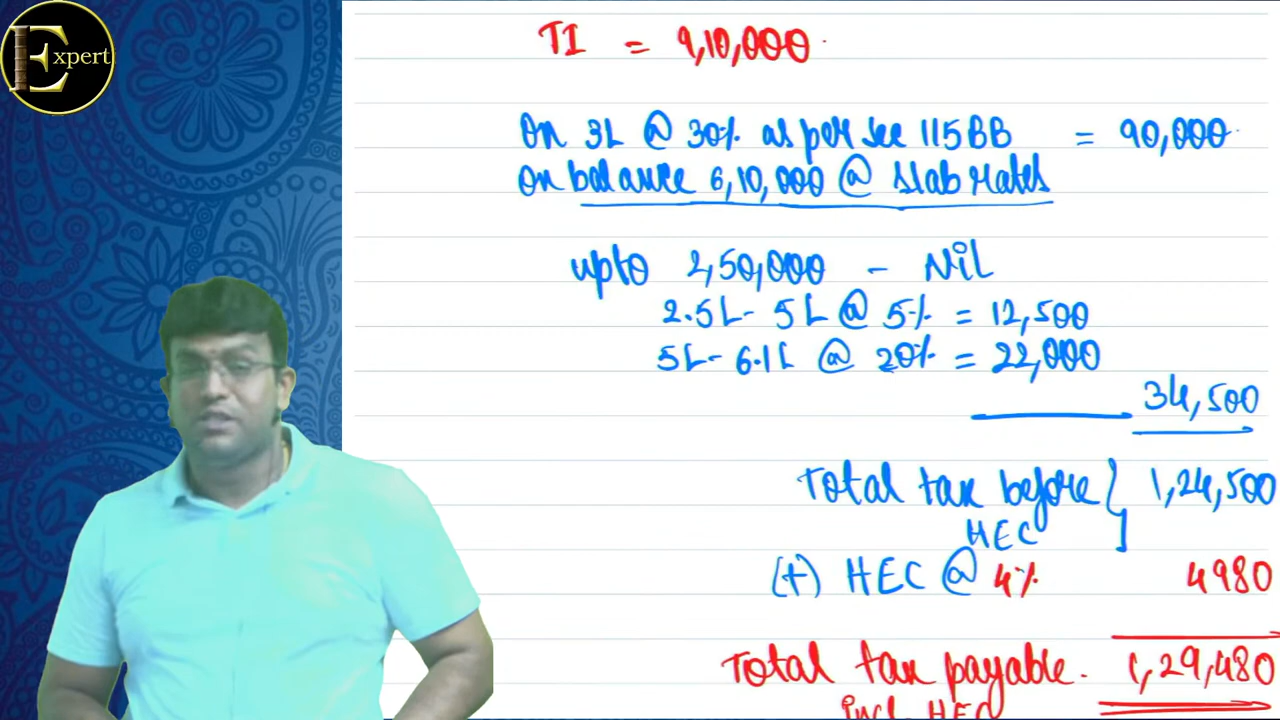 Expert
TI = 9,10,000
On 3L @ 30% as per sec 115BB = 90,000
On balance 6,10,000 @ slab rates
upto 2,50,000 - Nil
2.5L - 5L @ 5% = 12,500
5L - 6.1L @ 20% = 22,000
34,500
Total tax before } 1,24,500
HEC
(+) HEC @ 4% 4980
Total tax payable. 1,29,480
incl. HEC